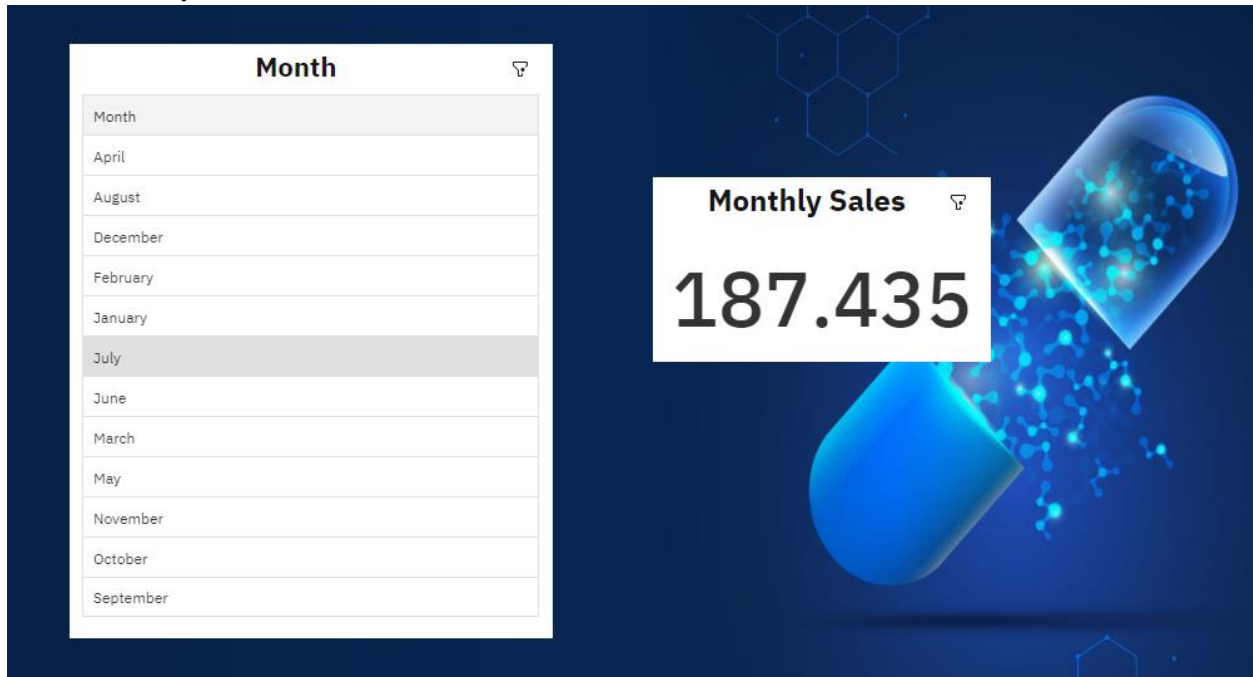 Month
Month
April
August
December
February
January
July
June
March
May
November
October
September
Monthly Sales
187.435